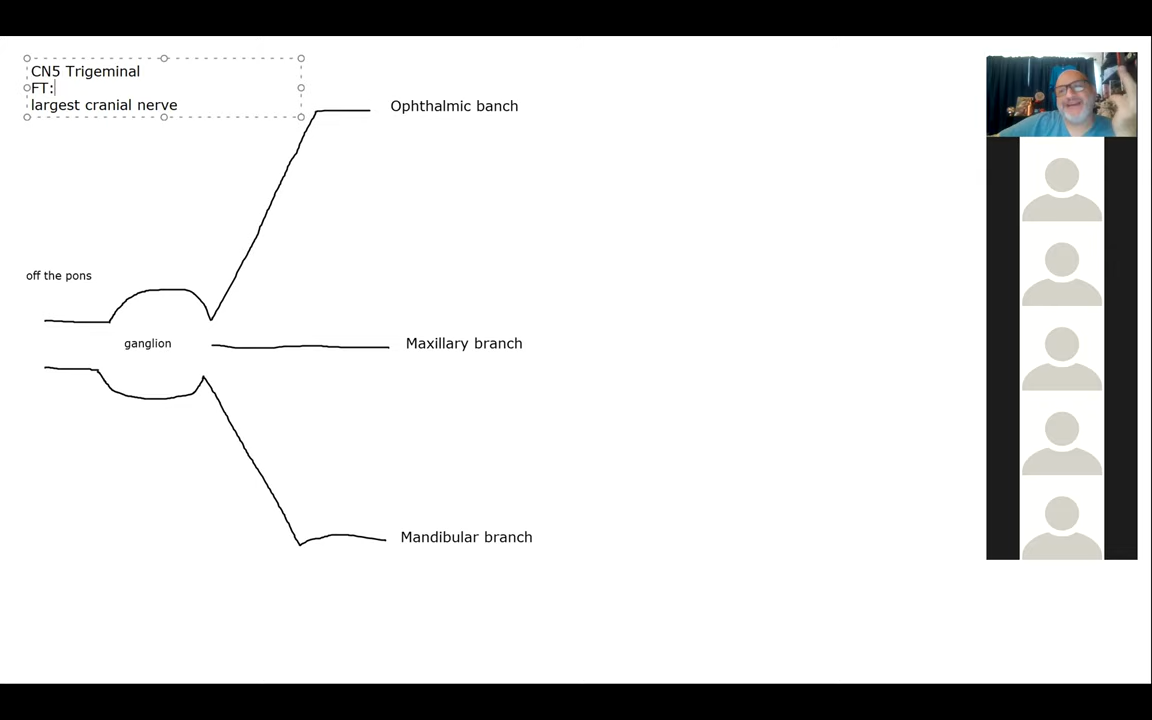 CN5 Trigeminal
FT:
largest cranial nerve
Ophthalmic banch
off the pons
ganglion
Maxillary branch
Mandibular branch